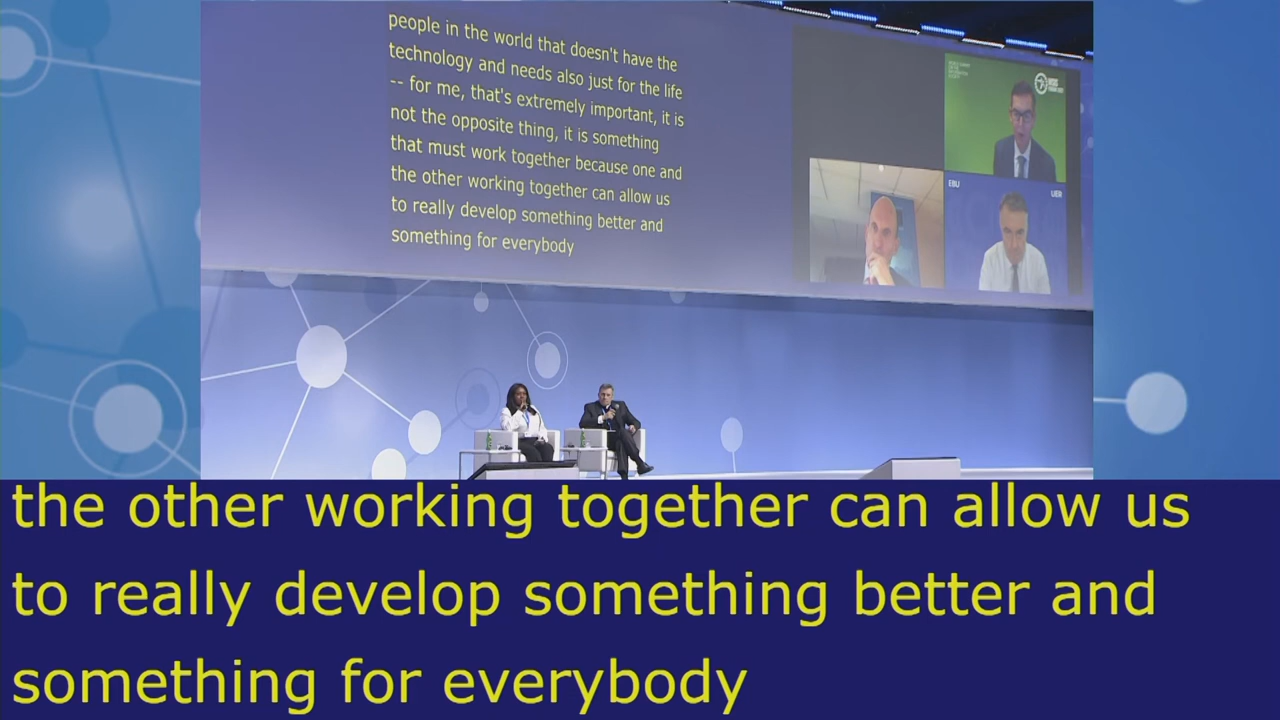 people in the world that doesn't have the
technology and needs also just for the life
-- for me, that's extremely important, it is
not the opposite thing, it is something
that must work together because one and
the other working together can allow us
to really develop something better and
something for everybody
EBU
UER
the other working together can allow us
to really develop something better and
something for everybody